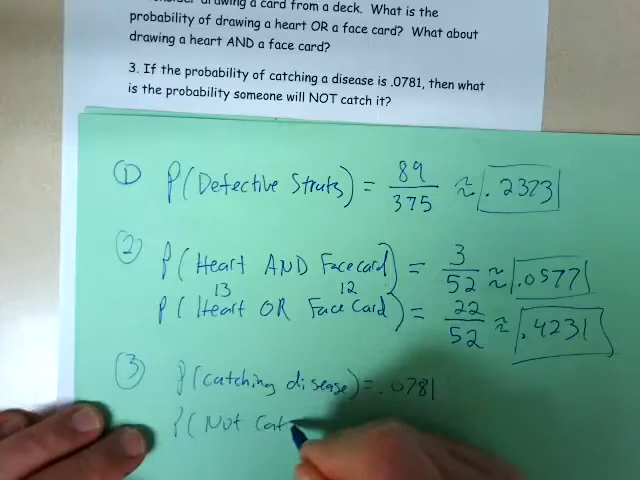 drawing a card from a deck. What is the
probability of drawing a heart OR a face card? What about
drawing a heart AND a face card?
3. If the probability of catching a disease is .0781, then what
is the probability someone will NOT catch it?
① P(Defective Struts) = 89/375 ≈ .2373
② P(Heart AND Facecard) = 3/52 ≈ .0577
13 12
P(Heart OR Face Card) = 22/52 ≈ .4231
③ P(catching disease) = .0781
P(Not Cat